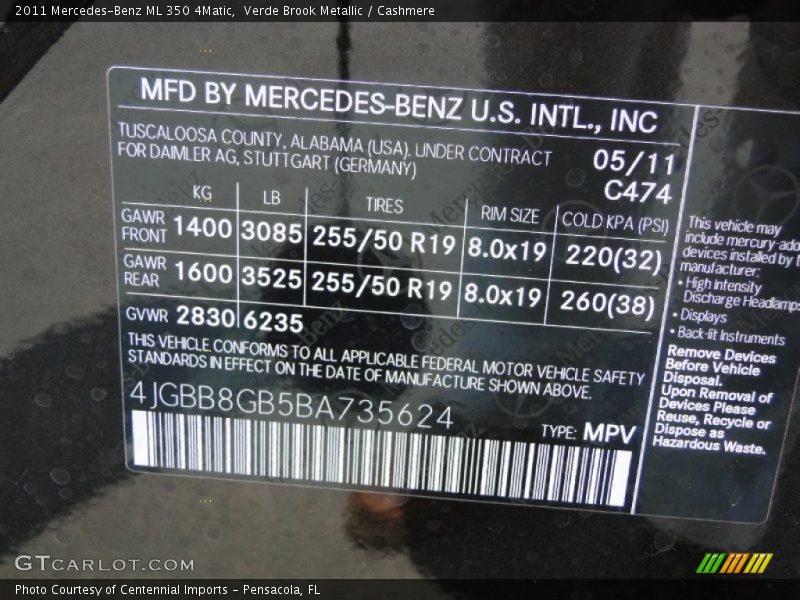 2011 Mercedes-Benz ML 350 4Matic,  Verde Brook Metallic / Cashmere
MFD BY MERCEDES-BENZ U.S. INTL., INC
TUSCALOOSA COUNTY, ALABAMA (USA), UNDER CONTRACT
FOR DAIMLER AG, STUTTGART (GERMANY)
05/11
C474
KG LB TIRES RIM SIZE COLD KPA (PSI)
GAWR
FRONT 1400 3085 255/50 R19 8.0x19 220(32)
GAWR
REAR 1600 3525 255/50 R19 8.0x19 260(38)
GVWR 2830 6235
THIS VEHICLE CONFORMS TO ALL APPLICABLE FEDERAL MOTOR VEHICLE SAFETY
STANDARDS IN EFFECT ON THE DATE OF MANUFACTURE SHOWN ABOVE.
4JGBB8GB5BA735624
TYPE: MPV
This vehicle may
include mercury-add
devices installed by t
manufacturer:
• High Intensity
Discharge Headlamps
• Displays
• Back-lit Instruments
Remove Devices
Before Vehicle
Disposal.
Upon Removal of
Devices Please
Reuse, Recycle or
Dispose as
Hazardous Waste.
GTCARLOT.COM
Photo Courtesy of Centennial Imports - Pensacola, FL